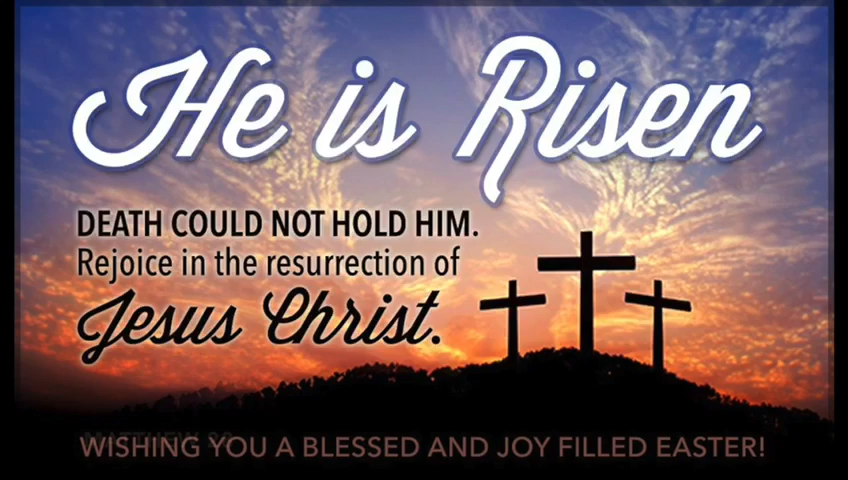 He is Risen
DEATH COULD NOT HOLD HIM.
Rejoice in the resurrection of
Jesus Christ.
WISHING YOU A BLESSED AND JOY FILLED EASTER!